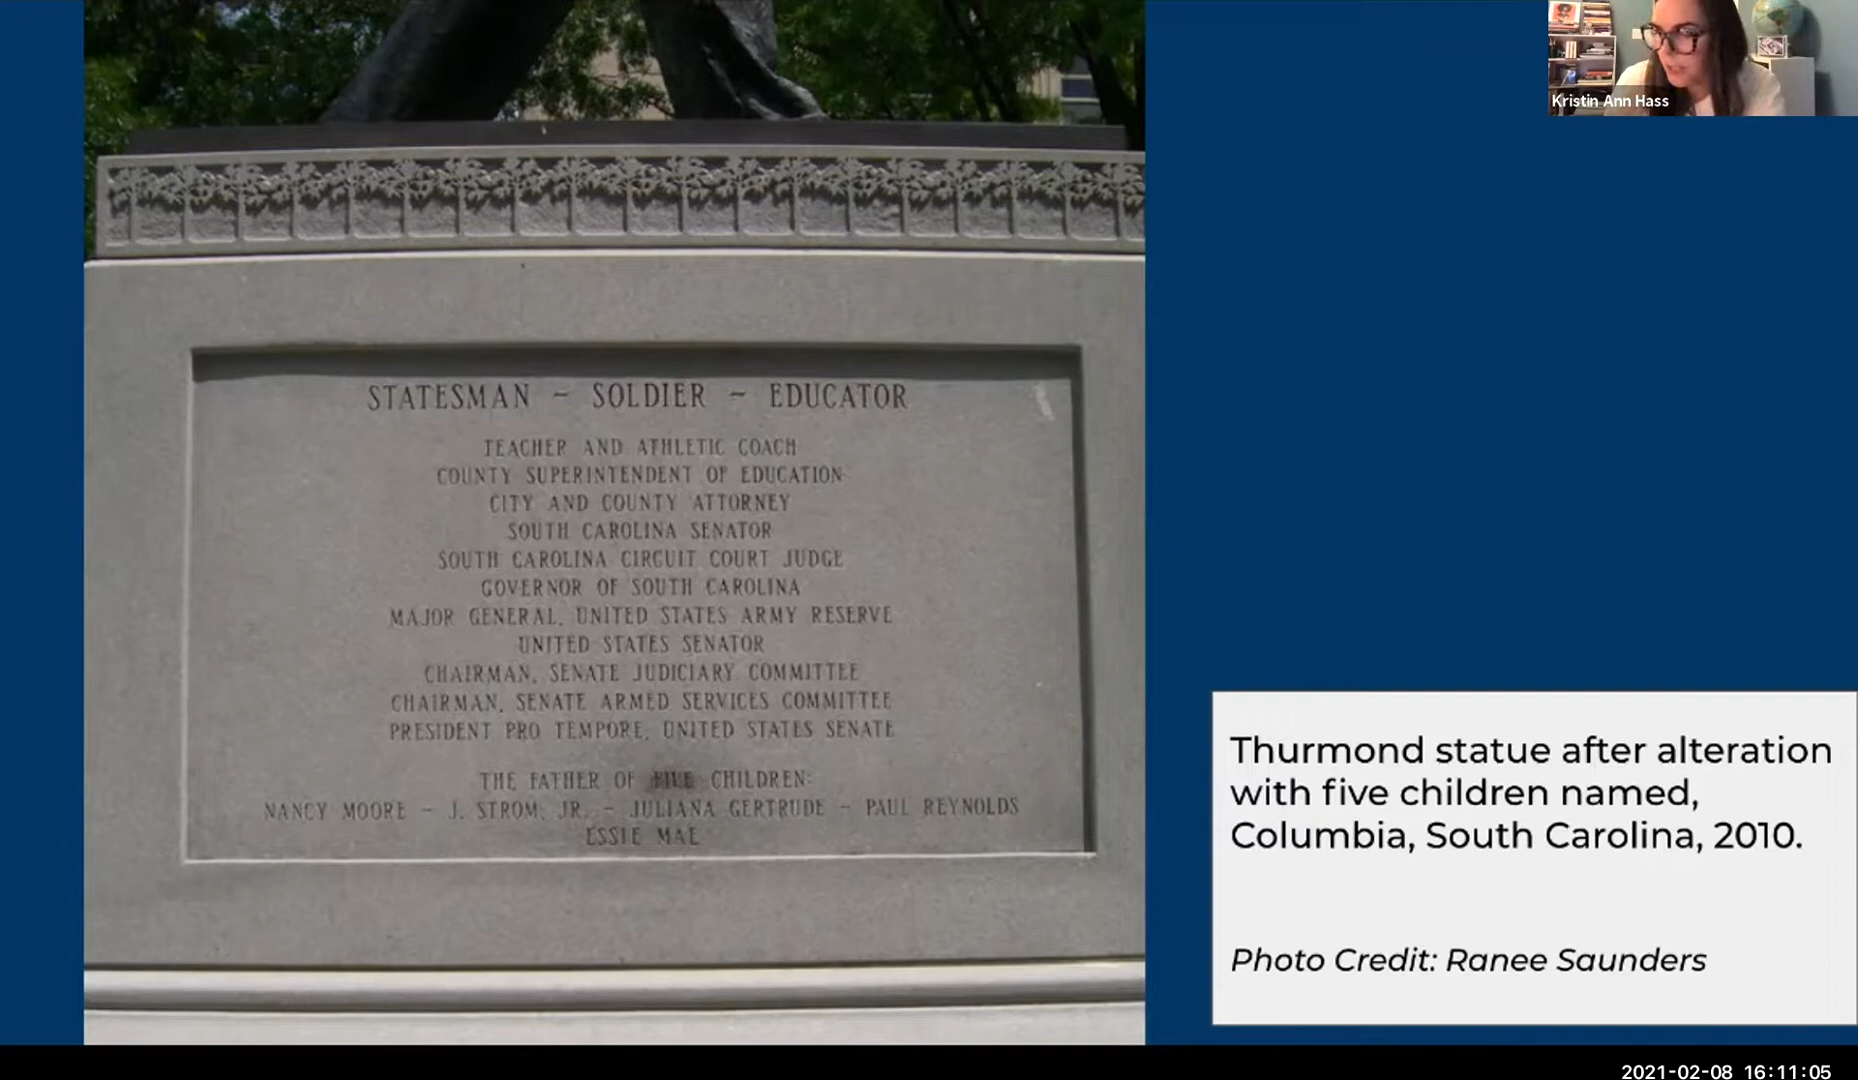 Kristin Ann Hass
STATESMAN ~ SOLDIER ~ EDUCATOR
TEACHER AND ATHLETIC COACH
COUNTY SUPERINTENDENT OF EDUCATION
CITY AND COUNTY ATTORNEY
SOUTH CAROLINA SENATOR
SOUTH CAROLINA CIRCUIT COURT JUDGE
GOVERNOR OF SOUTH CAROLINA
MAJOR GENERAL, UNITED STATES ARMY RESERVE
UNITED STATES SENATOR
CHAIRMAN, SENATE JUDICIARY COMMITTEE
CHAIRMAN, SENATE ARMED SERVICES COMMITTEE
PRESIDENT PRO TEMPORE, UNITED STATES SENATE
THE FATHER OF FIVE CHILDREN:
NANCY MOORE ~ J. STROM, JR. ~ JULIANA GERTRUDE ~ PAUL REYNOLDS
ESSIE MAE
Thurmond statue after alteration
with five children named,
Columbia, South Carolina, 2010.
Photo Credit: Ranee Saunders
2021-02-08 16:11:05